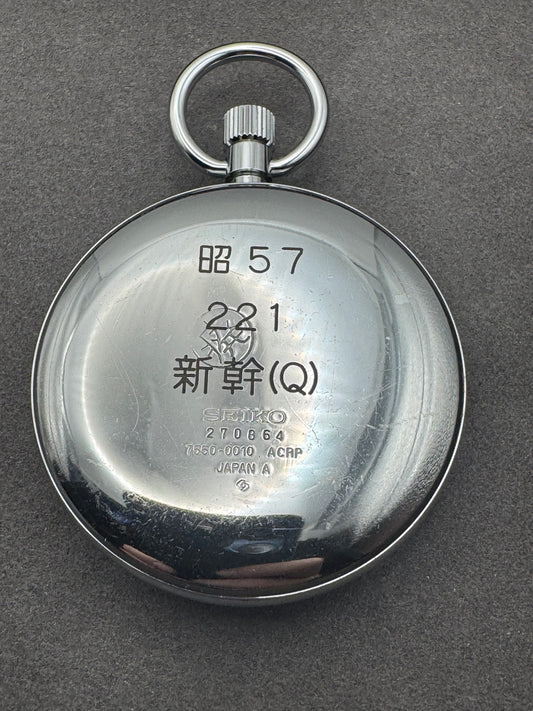 昭57
221
新幹(Q)
SEIKO
270664
7550-0010 ACRP
JAPAN A